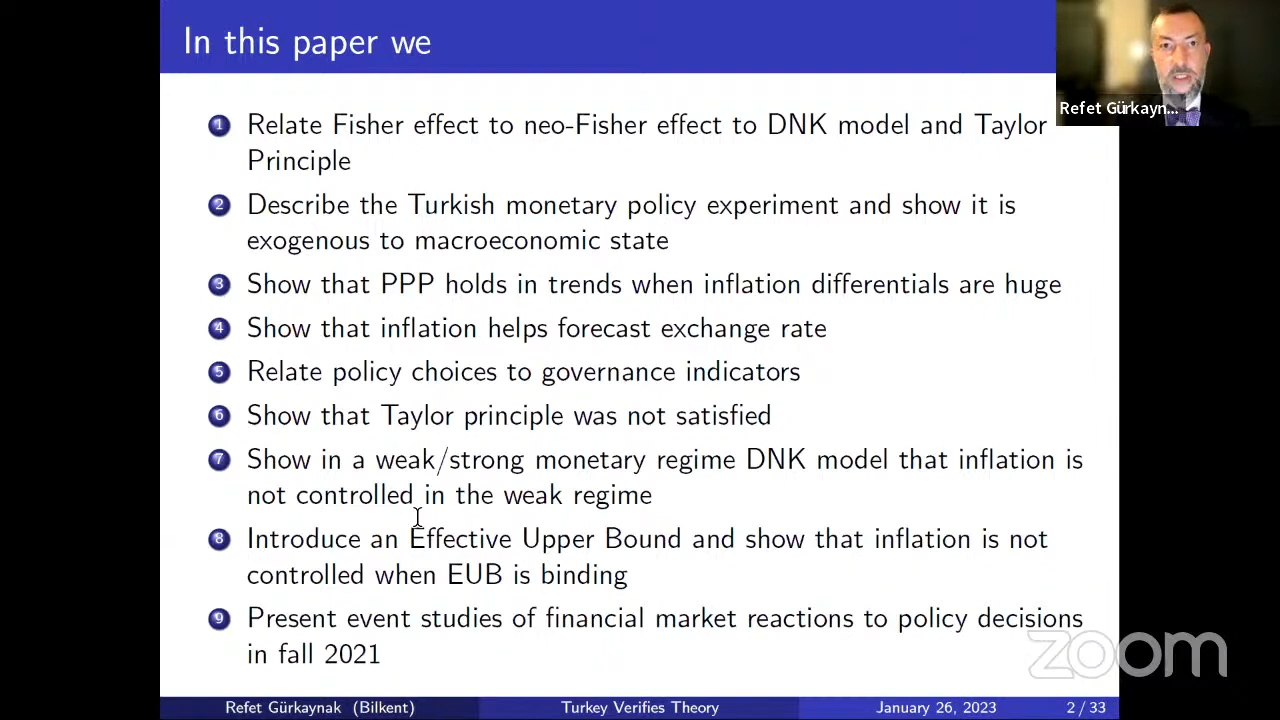 In this paper we
Refet Gürkayn...
1 Relate Fisher effect to neo-Fisher effect to DNK model and Taylor
Principle
2 Describe the Turkish monetary policy experiment and show it is
exogenous to macroeconomic state
3 Show that PPP holds in trends when inflation differentials are huge
4 Show that inflation helps forecast exchange rate
5 Relate policy choices to governance indicators
6 Show that Taylor principle was not satisfied
7 Show in a weak/strong monetary regime DNK model that inflation is
not controlled in the weak regime
8 Introduce an Effective Upper Bound and show that inflation is not
controlled when EUB is binding
9 Present event studies of financial market reactions to policy decisions
in fall 2021
zoom
Refet Gürkaynak (Bilkent) Turkey Verifies Theory January 26, 2023 2 / 33